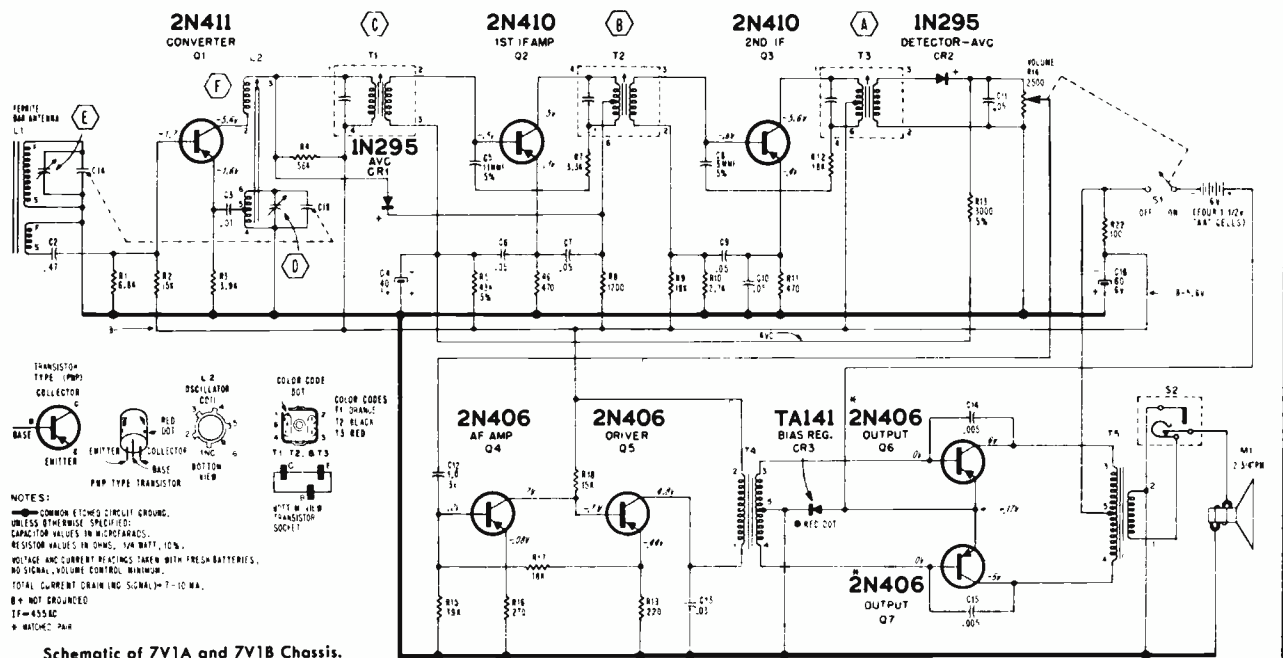 2N411
CONVERTER
Q1
C
T1
2N410
1ST IF AMP
Q2
B
T2
2N410
2ND IF
Q3
A
T3
1N295
DETECTOR-AVC
CR2
VOLUME
R14
2500
FERRITE
BAR ANTENNA
L1
E
F
L2
D
1N295
AVC
CR1
R4
56K
C2
.47
R1
6.8K
R2
15K
R3
3.9K
C3
.01
C4
40
C5
5%
R5
5%
C6
.05
R6
470
C7
.05
R7
3.3K
R8
1700
R9
18K
R10
2.7K
C9
.05
C10
.05
R11
470
R12
18K
C11
.05
R13
3000
5%
S1
OFF ON
6V
(FOUR 1 1/2V
"AA" CELLS)
R22
100
C16
60
6V
B-5.6V
B-
AVC
TRANSISTOR
TYPE (PNP)
COLLECTOR
C
B
BASE
E
EMITTER
RED
DOT
EMITTER
COLLECTOR
BASE
PNP TYPE TRANSISTOR
L2
OSCILLATOR
COIL
INC
BOTTOM
VIEW
COLOR CODE
DOT
COLOR CODES
T1 ORANGE
T2 BLACK
T3 RED
T1 T2, & T3
BOTTOM VIEW
TRANSISTOR
SOCKET
NOTES:
COMMON ETCHED CIRCUIT GROUND.
UNLESS OTHERWISE SPECIFIED:
CAPACITOR VALUES IN MICROFARADS.
RESISTOR VALUES IN OHMS, 1/4 WATT, 10%.
VOLTAGE AND CURRENT READINGS TAKEN WITH FRESH BATTERIES,
NO SIGNAL, VOLUME CONTROL MINIMUM.
TOTAL CURRENT DRAIN (NO SIGNAL)= 7-10 MA.
B+ NOT GROUNDED
IF=455KC
* MATCHED PAIR
2N406
AF AMP
Q4
2N406
DRIVER
Q5
TA141
BIAS REG.
CR3
RED DOT
*
2N406
OUTPUT
Q6
C14
.005
*
2N406
OUTPUT
Q7
C15
.005
C12
R15
R16
270
R17
18K
R18
15K
220
C13
T4
T5
S2
M1
2 3/4" PM
Schematic of 7V1A and 7V1B Chassis.